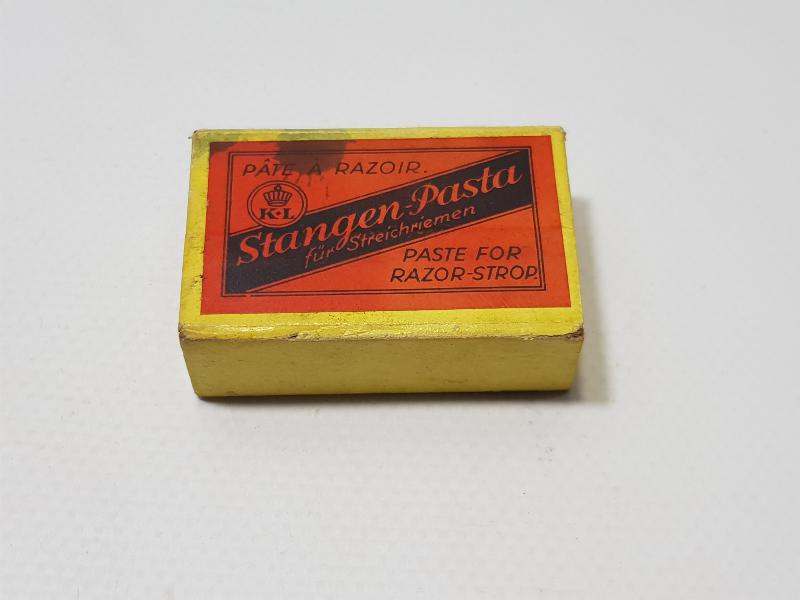 PÂTE À RAZOIR.
K·L
Stangen-Pasta
für Streichriemen
PASTE FOR
RAZOR-STROP.